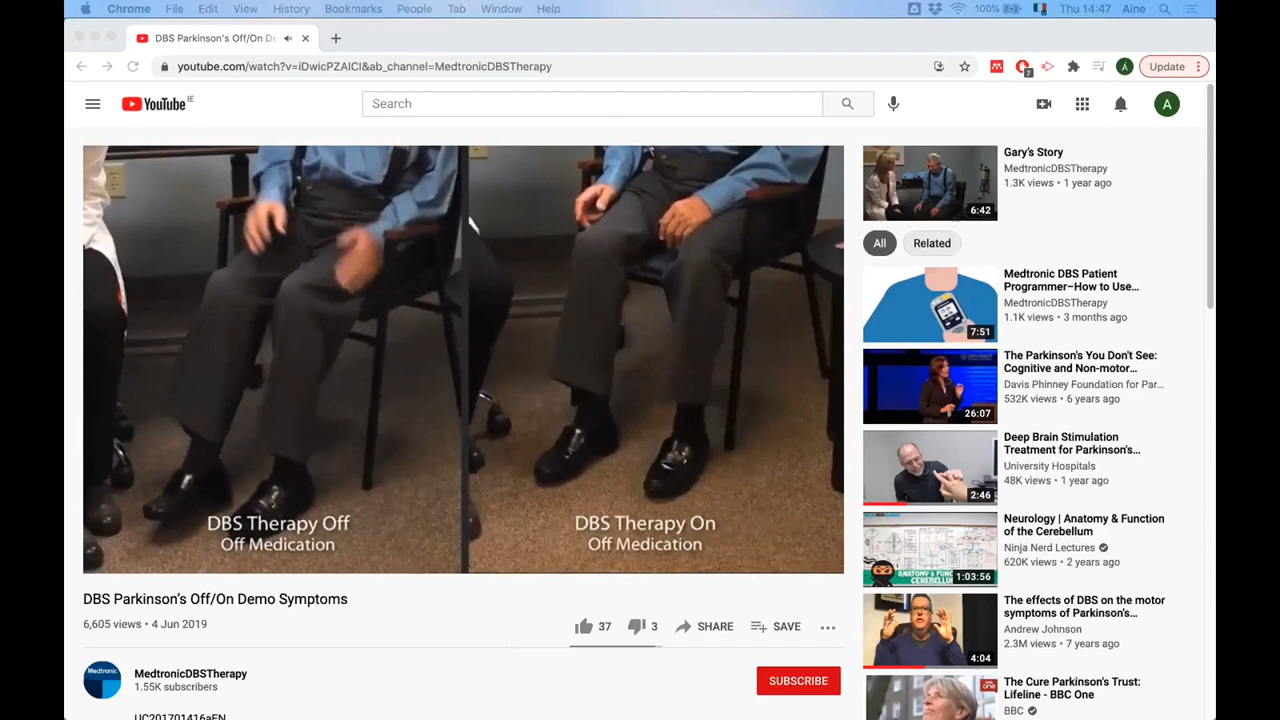 Chrome File Edit View History Bookmarks People Tab Window Help 100% Thu 14:47 Aine
DBS Parkinson's Off/On De
youtube.com/watch?v=iDwicPZAICI&ab_channel=MedtronicDBSTherapy
7
Á
Update
YouTube IE
Search
A
DBS Therapy Off
Off Medication
DBS Therapy On
Off Medication
DBS Parkinson's Off/On Demo Symptoms
6,605 views • 4 Jun 2019
37 3 SHARE SAVE
Medtronic
MedtronicDBSTherapy
1.55K subscribers
SUBSCRIBE
UC201701416aEN
6:42
Gary's Story
MedtronicDBSTherapy
1.3K views • 1 year ago
All Related
7:51
Medtronic DBS Patient
Programmer–How to Use...
MedtronicDBSTherapy
1.1K views • 3 months ago
26:07
The Parkinson's You Don't See:
Cognitive and Non-motor...
Davis Phinney Foundation for Par...
532K views • 6 years ago
2:46
Deep Brain Stimulation
Treatment for Parkinson's...
University Hospitals
48K views • 1 year ago
ANATOMY & FUNC
CEREBELLUM
1:03:56
Neurology | Anatomy & Function
of the Cerebellum
Ninja Nerd Lectures
620K views • 2 years ago
4:04
The effects of DBS on the motor
symptoms of Parkinson's...
Andrew Johnson
2.3M views • 7 years ago
The Cure Parkinson's Trust:
Lifeline - BBC One
BBC